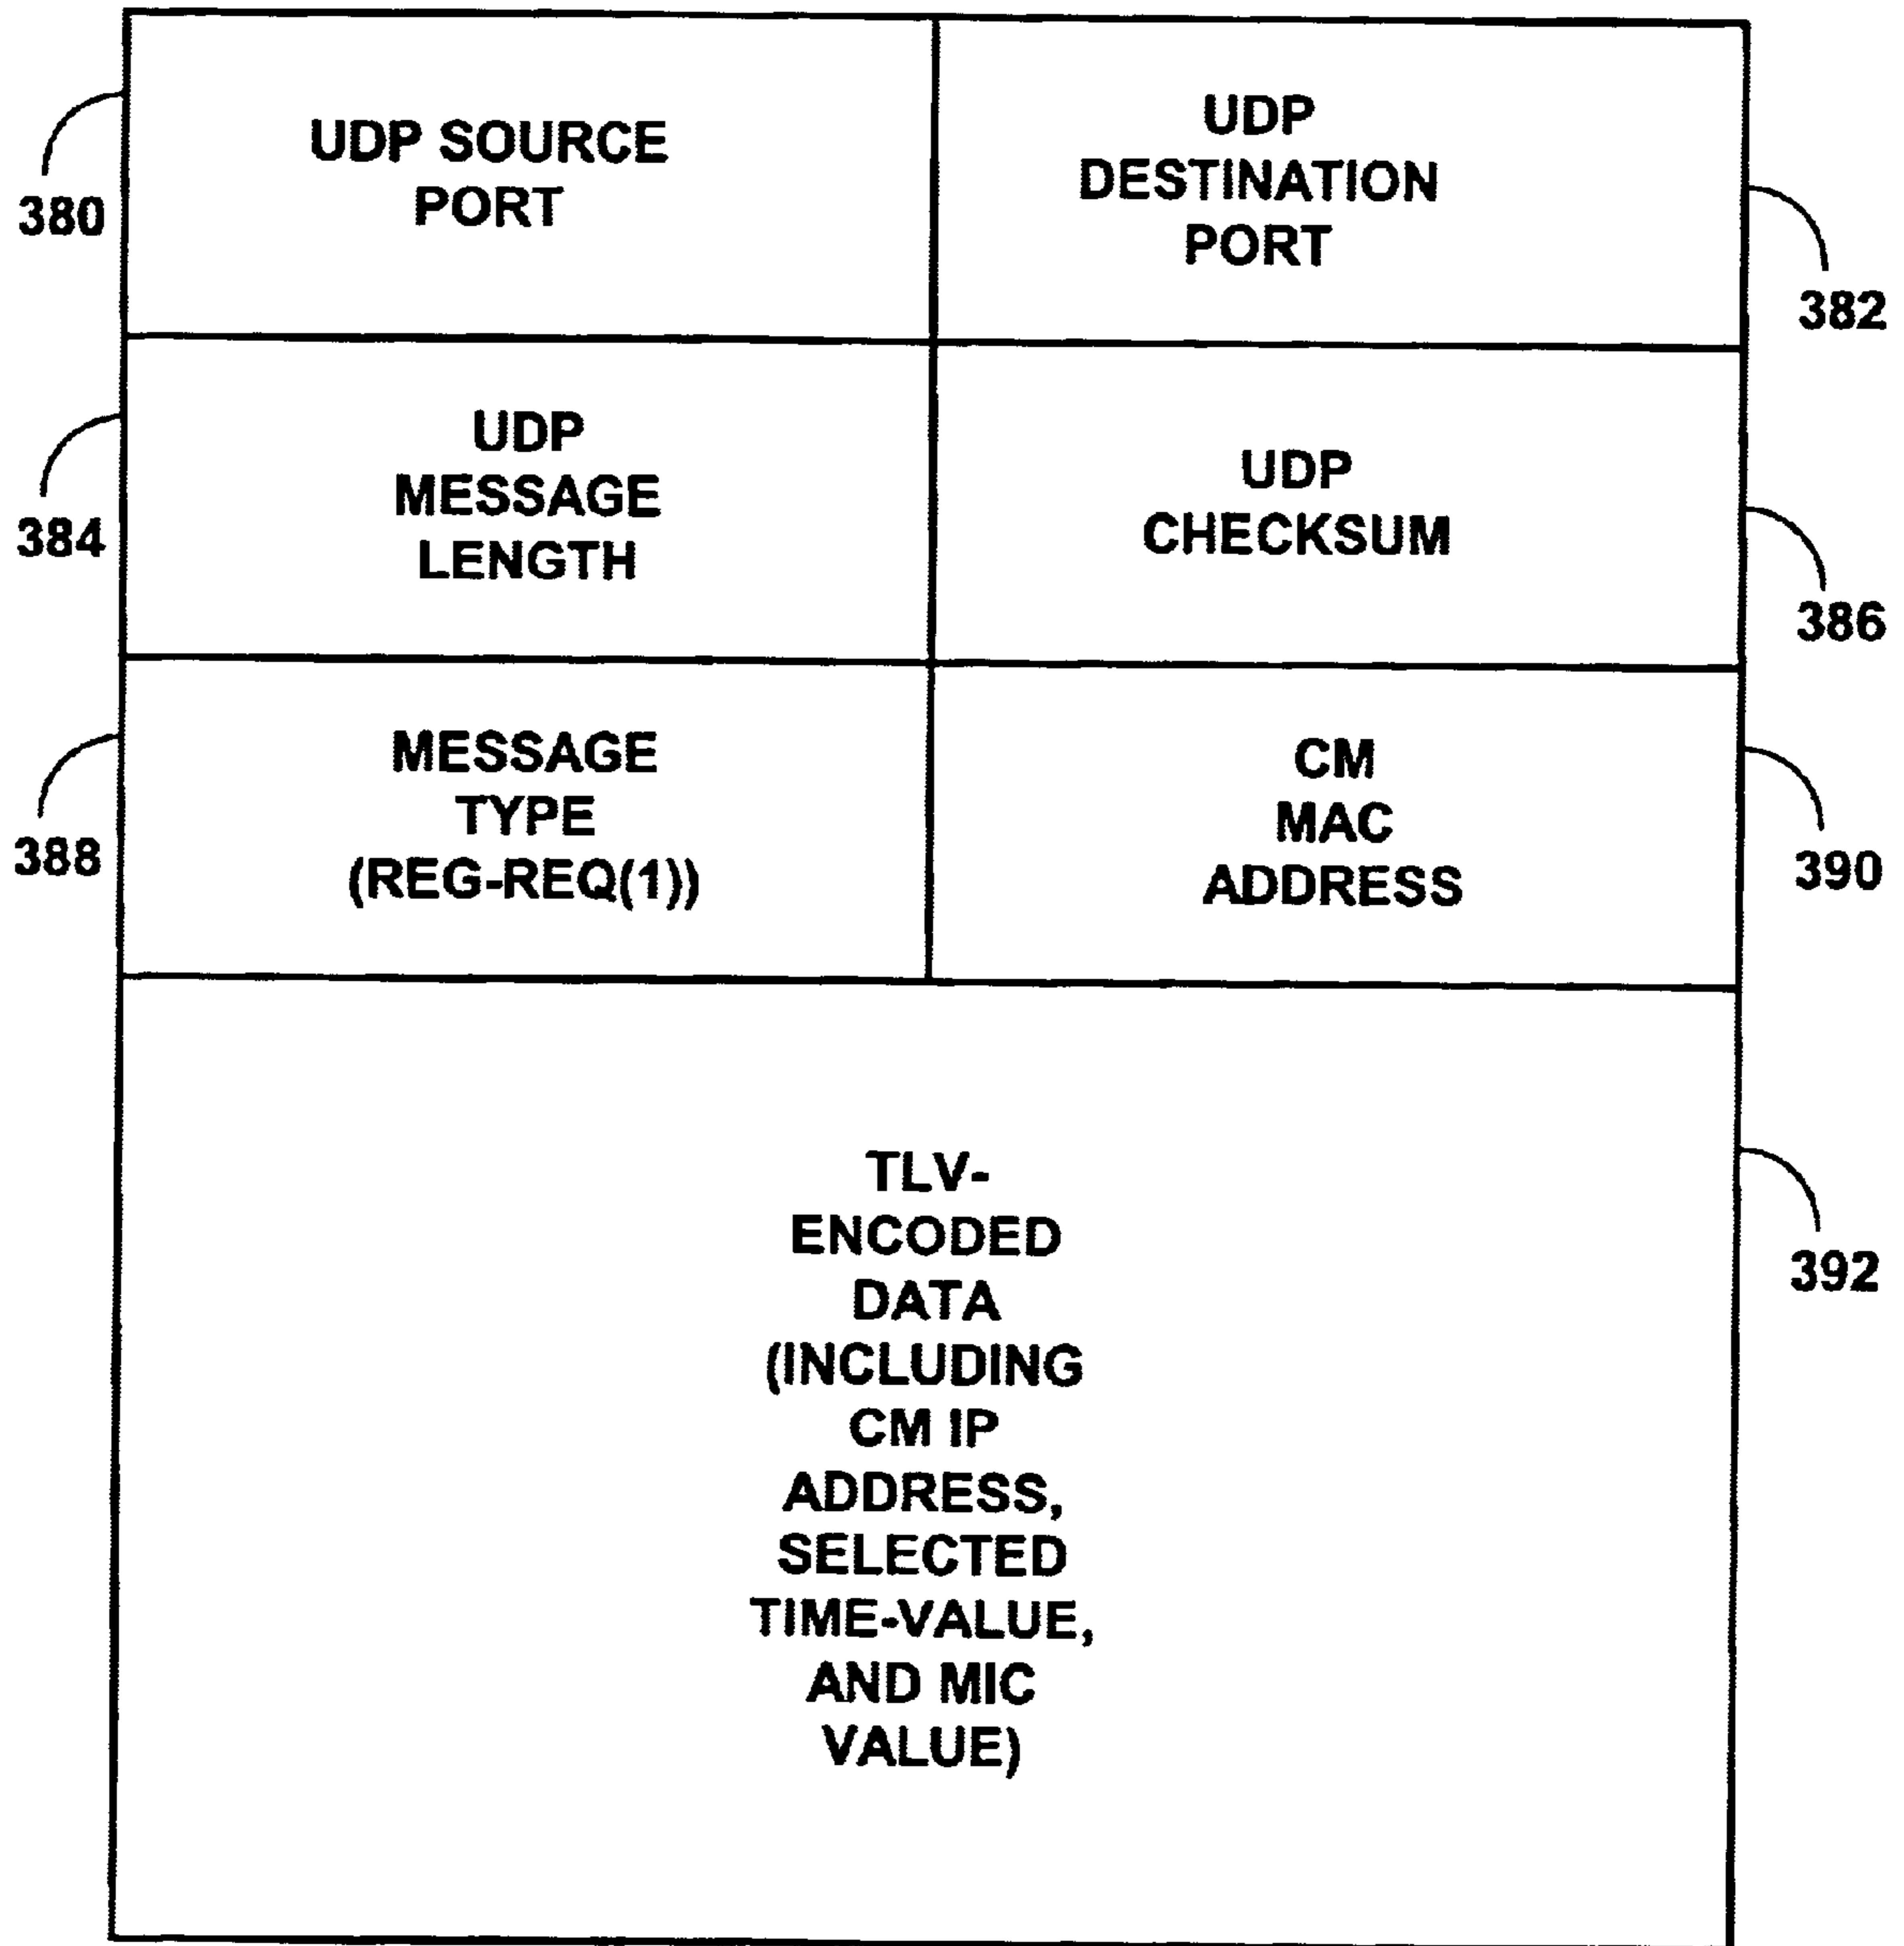 UDP SOURCE
PORT
380
UDP
DESTINATION
PORT
382
UDP
MESSAGE
LENGTH
384
UDP
CHECKSUM
386
MESSAGE
TYPE
(REG-REQ(1))
388
CM
MAC
ADDRESS
390
TLV-
ENCODED
DATA
(INCLUDING
CM IP
ADDRESS,
SELECTED
TIME-VALUE,
AND MIC
VALUE)
392